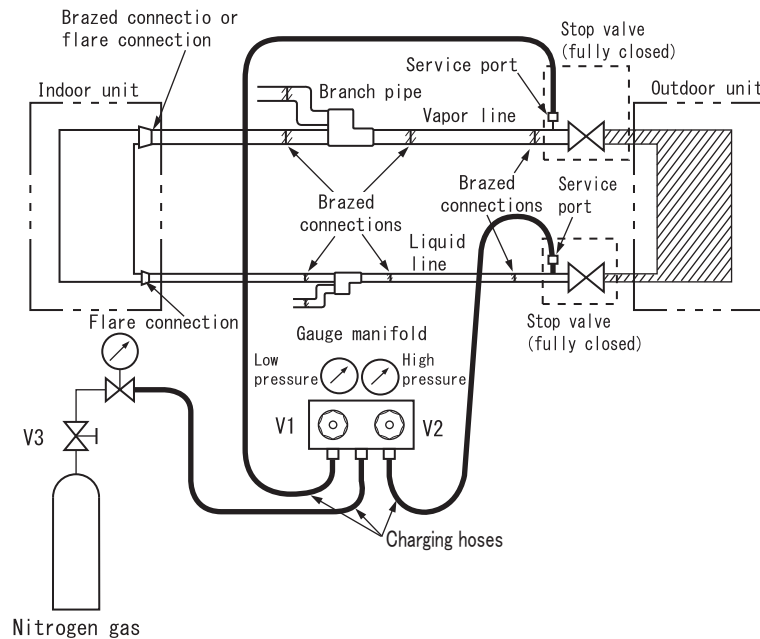 Brazed connectio or
flare connection
Stop valve
(fully closed)
Service port
Indoor unit
Branch pipe
Outdoor unit
Vapor line
Brazed
connections
Brazed
connections
Service
port
Liquid
line
Flare connection
Stop valve
(fully closed)
Gauge manifold
Low
pressure
High
pressure
V1
V2
V3
Charging hoses
Nitrogen gas